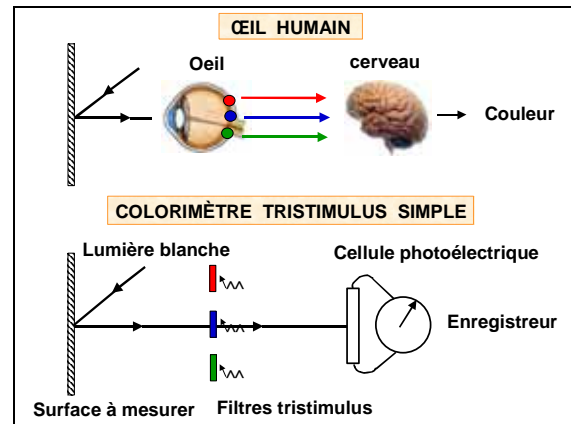 ŒIL HUMAIN
Oeil
cerveau
Couleur
COLORIMÈTRE TRISTIMULUS SIMPLE
Lumière blanche
Cellule photoélectrique
Enregistreur
Surface à mesurer
Filtres tristimulus